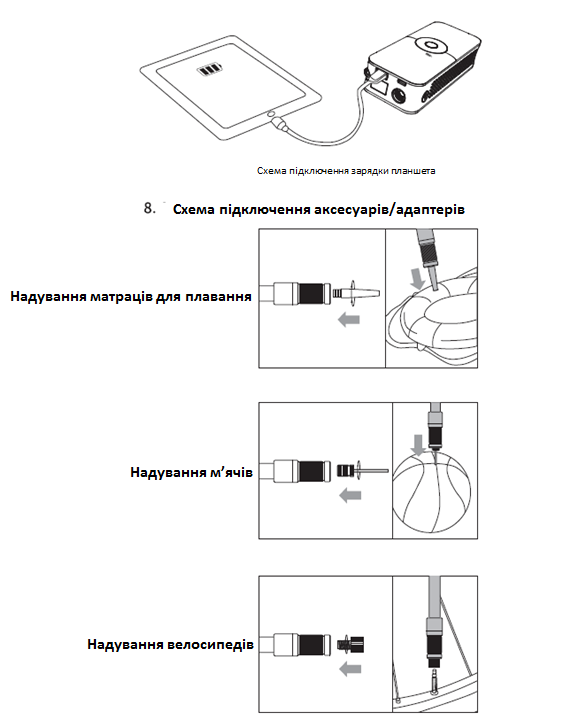 Схема підключення зарядки планшета
8. Схема підключення аксесуарів/адаптерів
Надування матраців для плавання
Надування м’ячів
Надування велосипедів